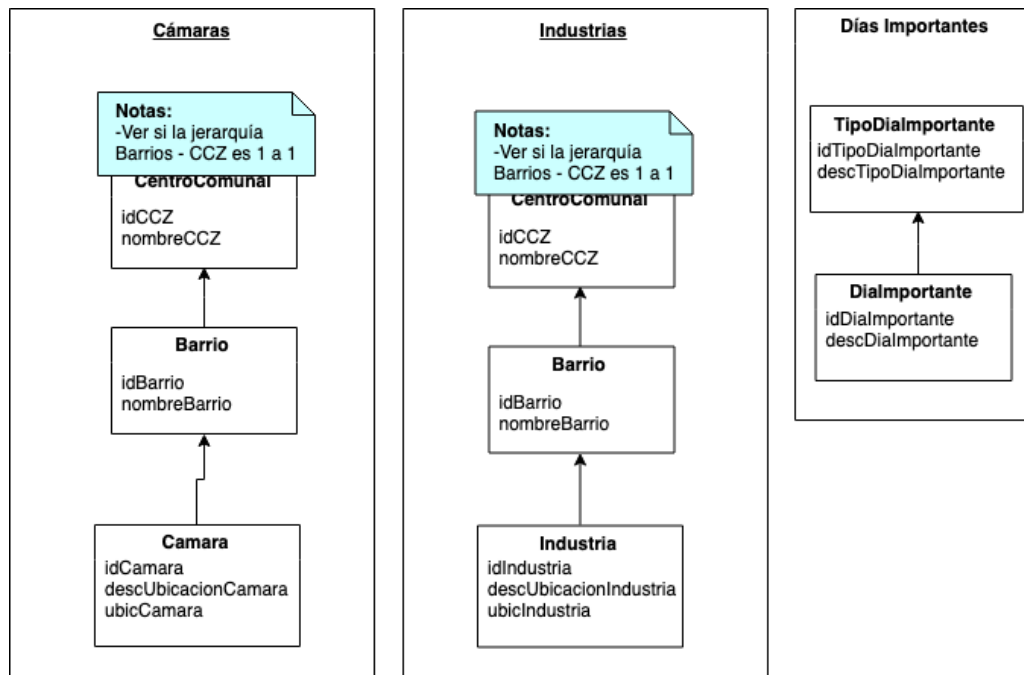 Cámaras
Notas:
-Ver si la jerarquía
Barrios - CCZ es 1 a 1
CentroComunal
idCCZ
nombreCCZ
Barrio
idBarrio
nombreBarrio
Camara
idCamara
descUbicacionCamara
ubicCamara
Industrias
Notas:
-Ver si la jerarquía
Barrios - CCZ es 1 a 1
CentroComunal
idCCZ
nombreCCZ
Barrio
idBarrio
nombreBarrio
Industria
idIndustria
descUbicacionIndustria
ubicIndustria
Días Importantes
TipoDiaImportante
idTipoDiaImportante
descTipoDiaImportante
DiaImportante
idDiaImportante
descDiaImportante